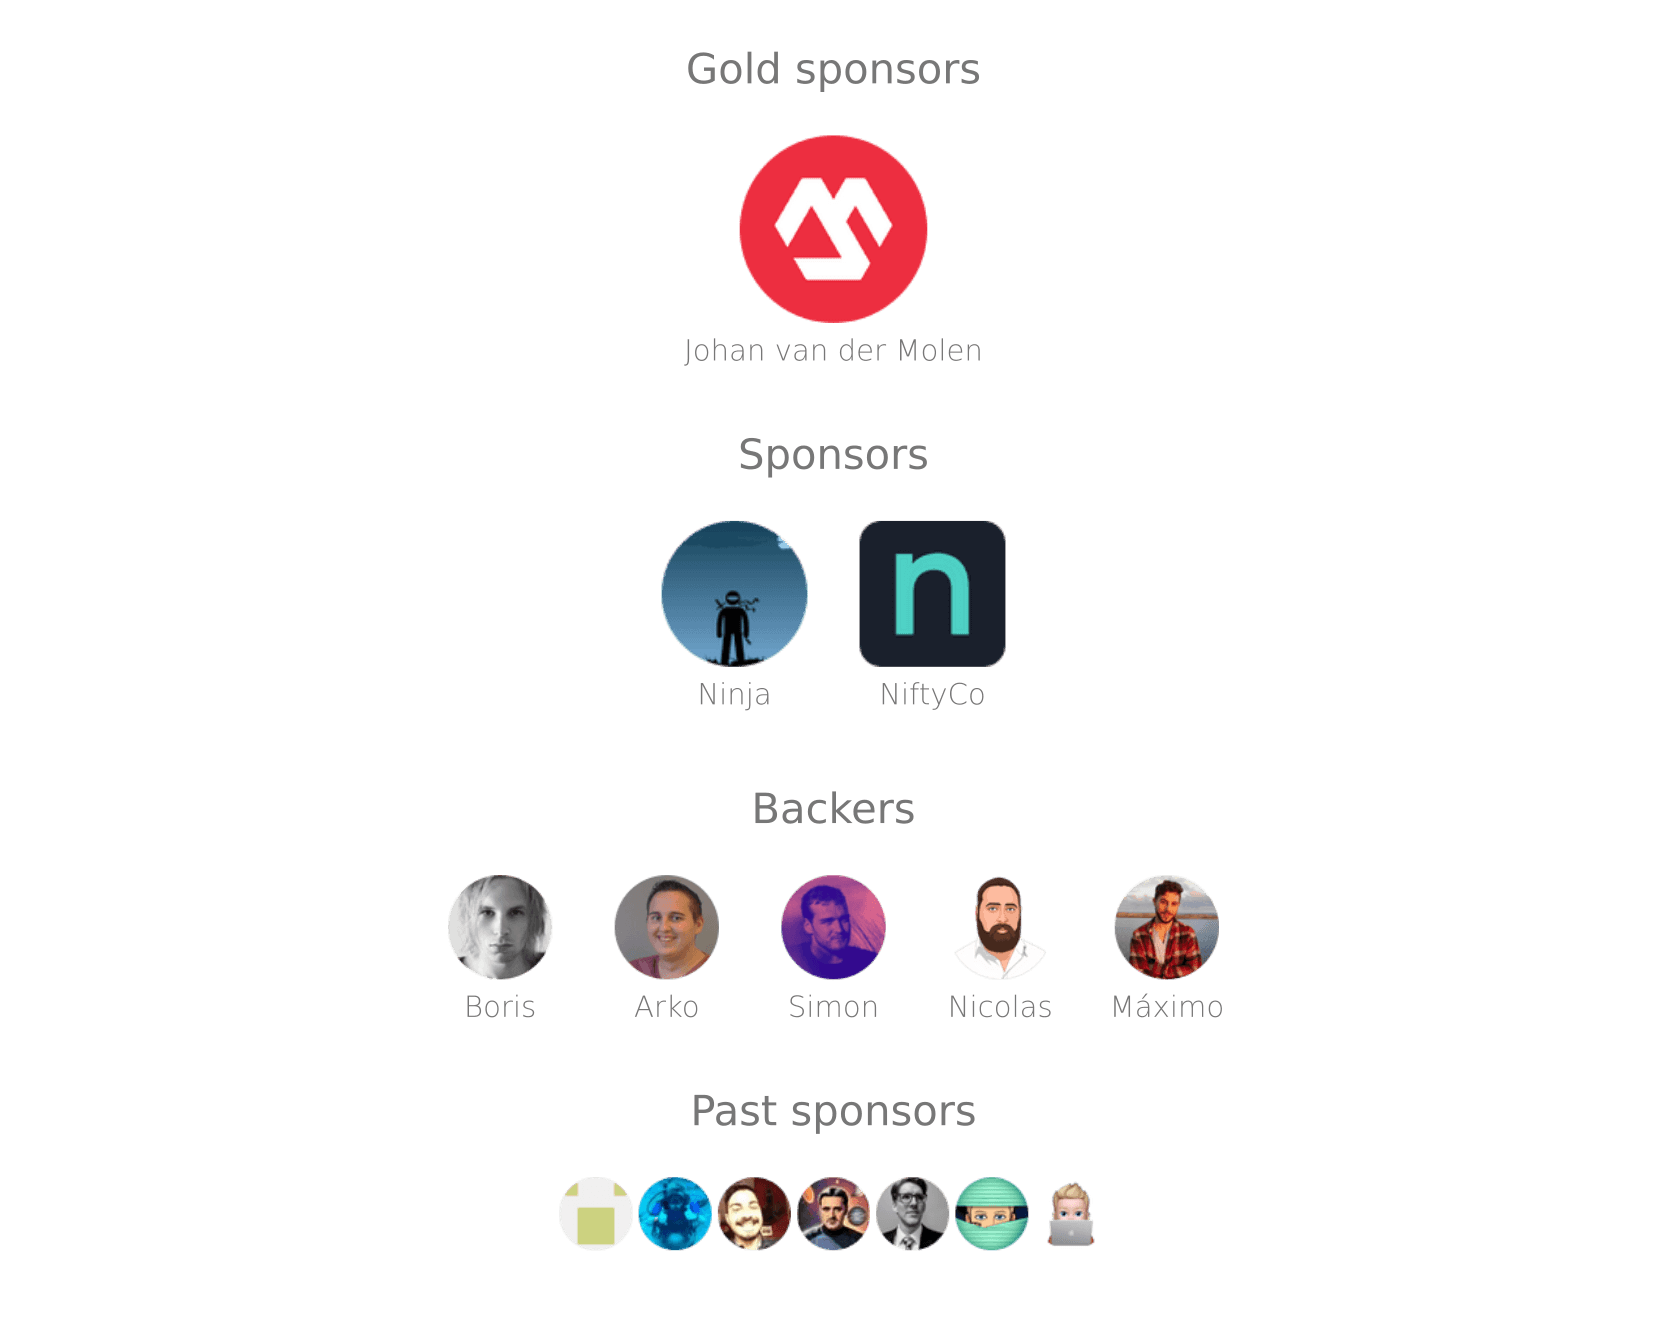 Gold sponsors
Johan van der Molen
Sponsors
n
Ninja
NiftyCo
Backers
Boris
Arko
Simon
Nicolas
Máximo
Past sponsors